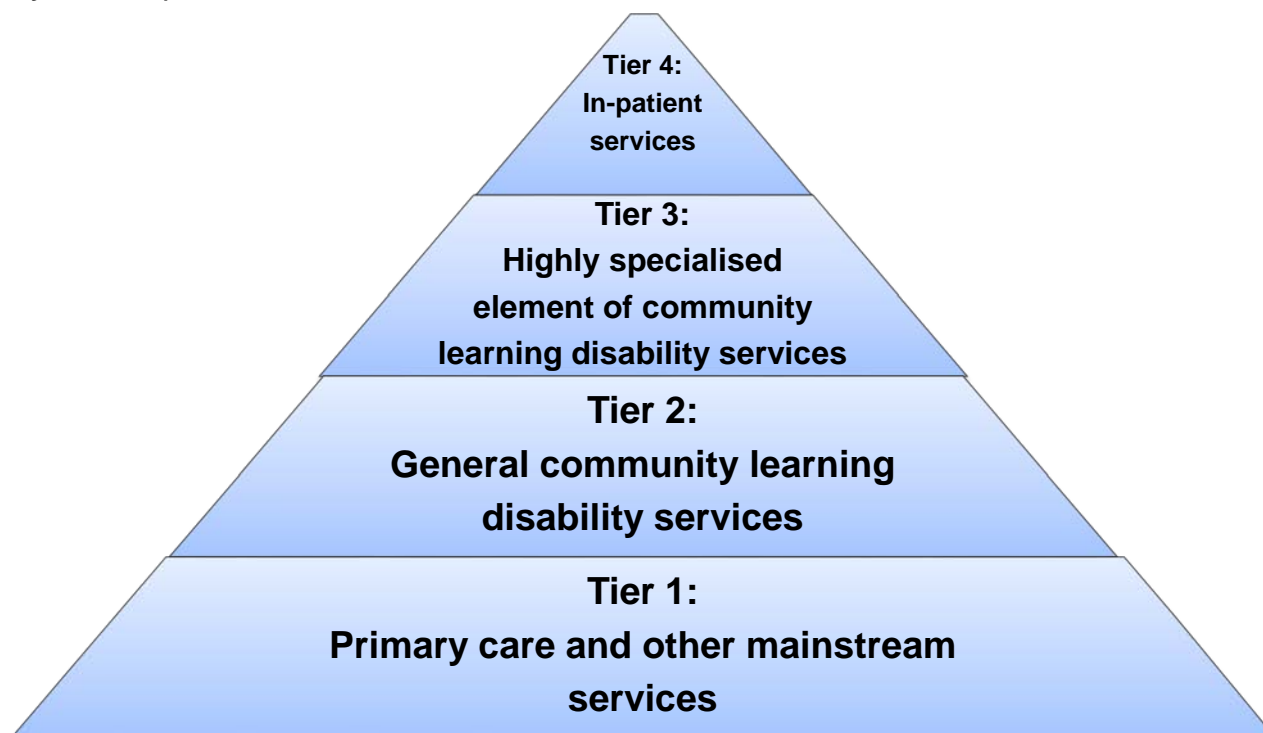 Tier 4:
In-patient
services
Tier 3:
Highly specialised
element of community
learning disability services
Tier 2:
General community learning
disability services
Tier 1:
Primary care and other mainstream
services